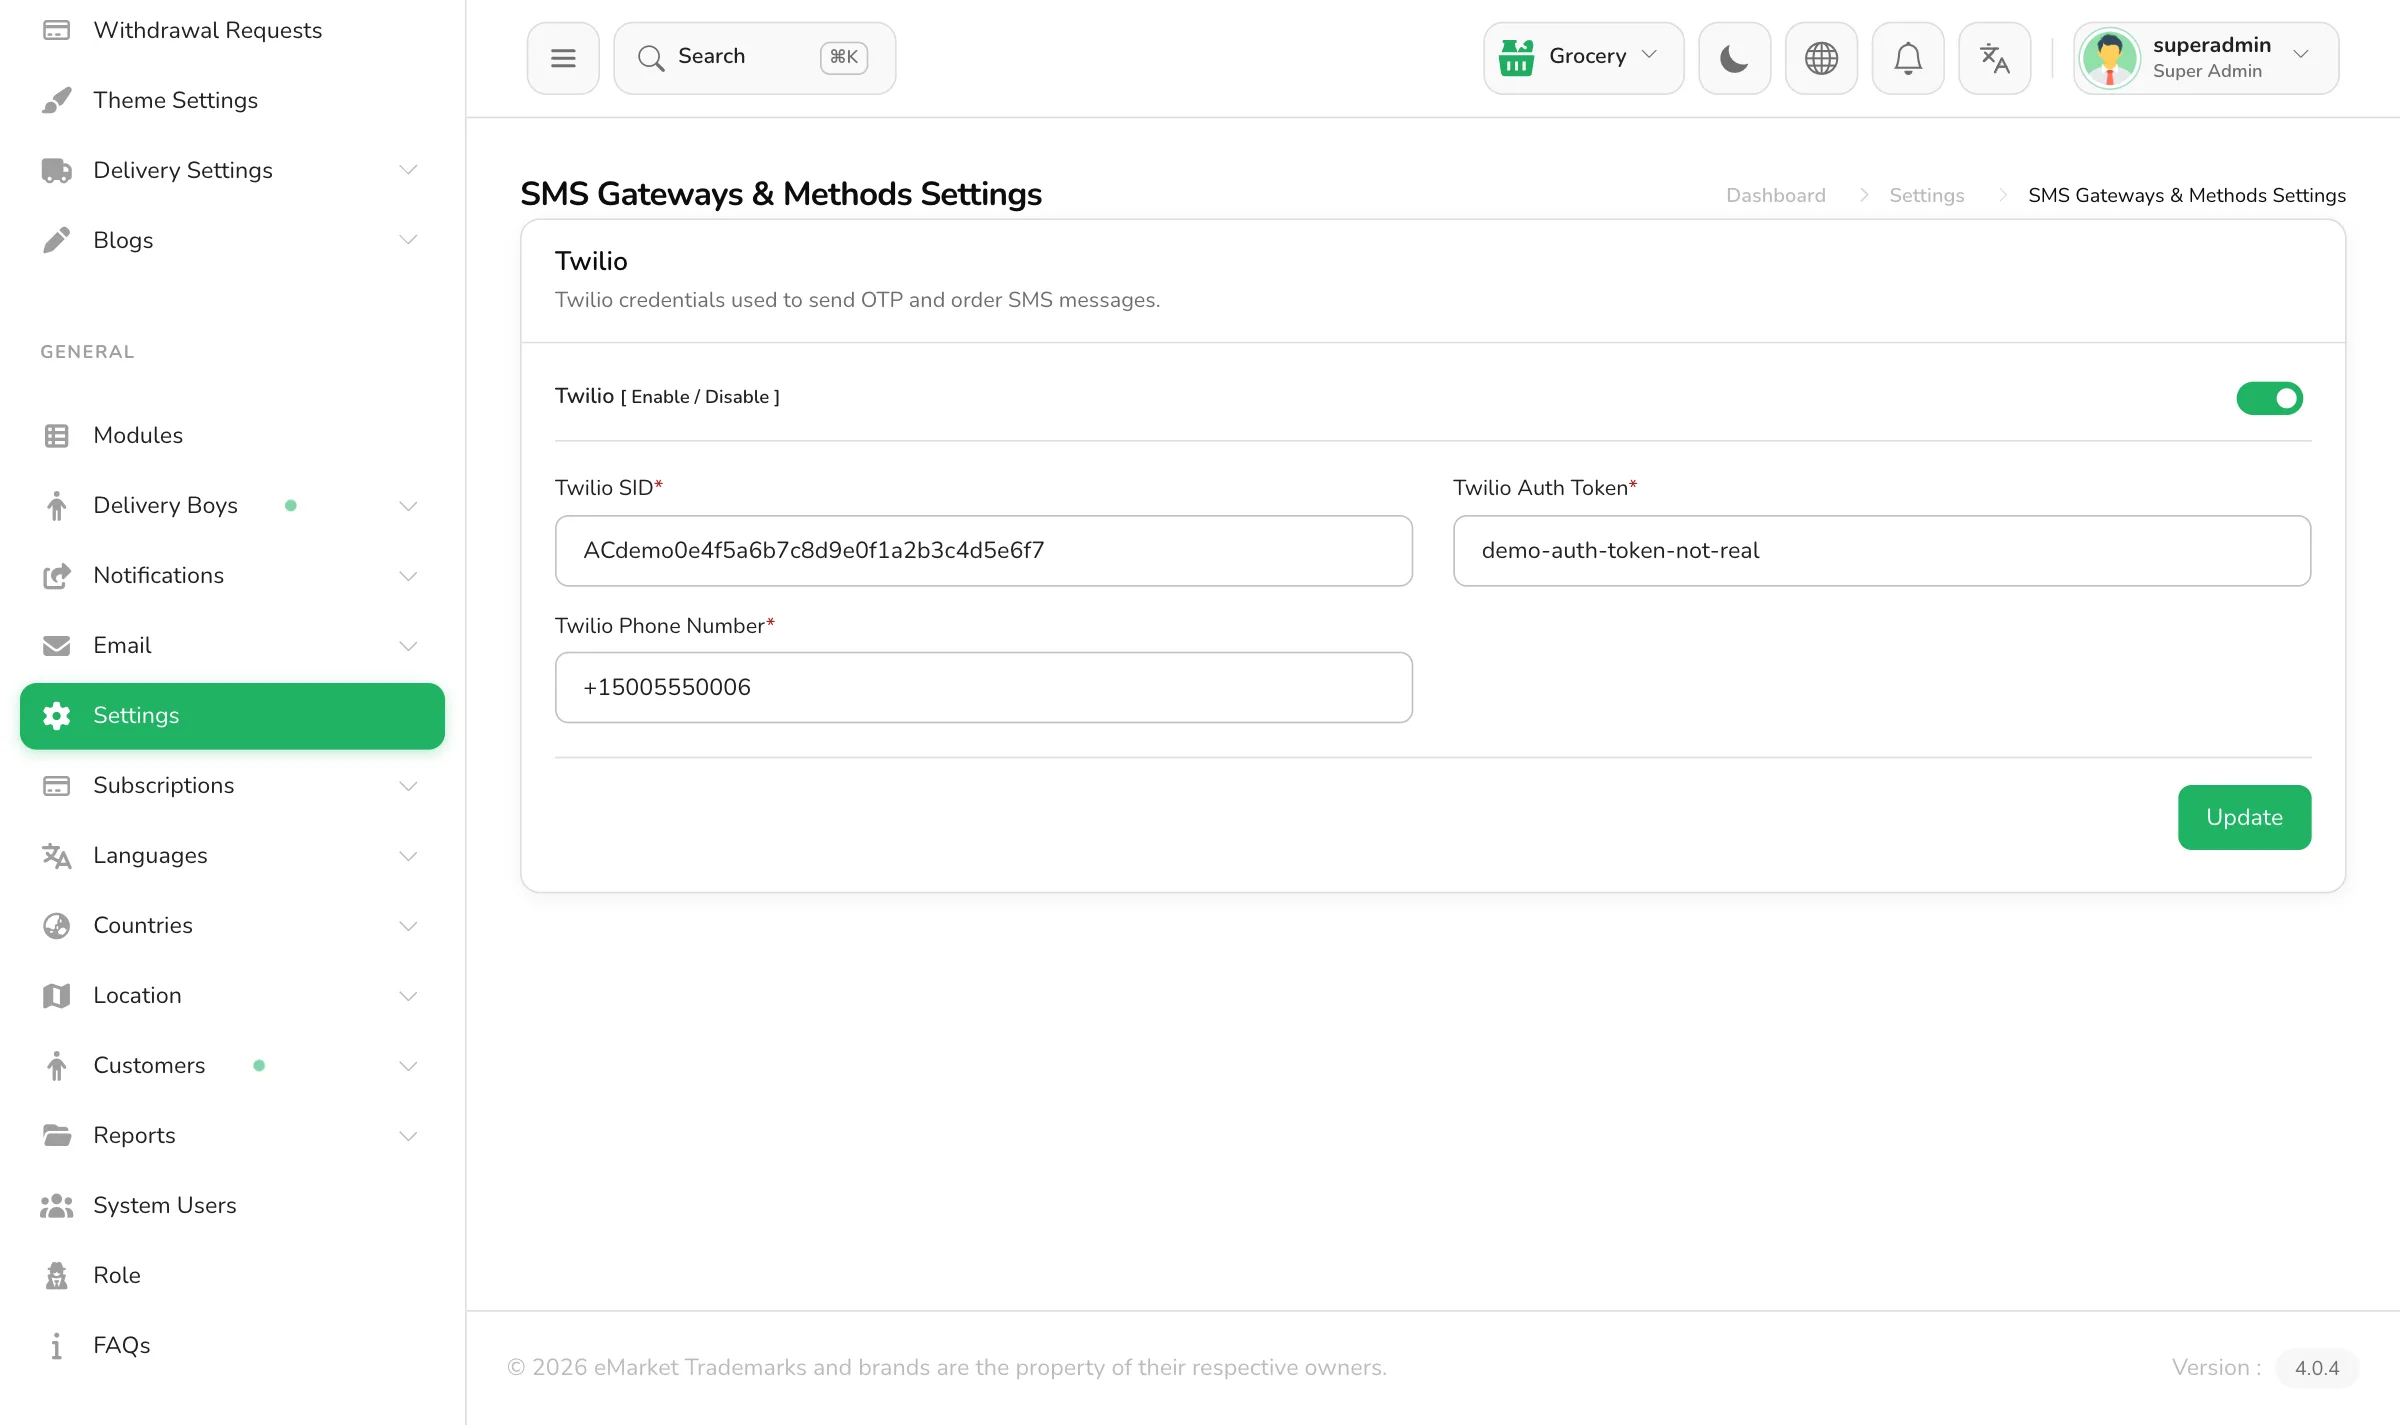 Withdrawal Requests
Theme Settings
Delivery Settings
Blogs
GENERAL
Modules
Delivery Boys
Notifications
Email
Settings
Subscriptions
Languages
Countries
Location
Customers
Reports
System Users
Role
FAQs
Search ⌘K
Grocery
superadmin
Super Admin
SMS Gateways & Methods Settings
Dashboard > Settings > SMS Gateways & Methods Settings
Twilio
Twilio credentials used to send OTP and order SMS messages.
Twilio [ Enable / Disable ]
Twilio SID*
ACdemo0e4f5a6b7c8d9e0f1a2b3c4d5e6f7
Twilio Auth Token*
demo-auth-token-not-real
Twilio Phone Number*
+15005550006
Update
© 2026 eMarket Trademarks and brands are the property of their respective owners.
Version : 4.0.4